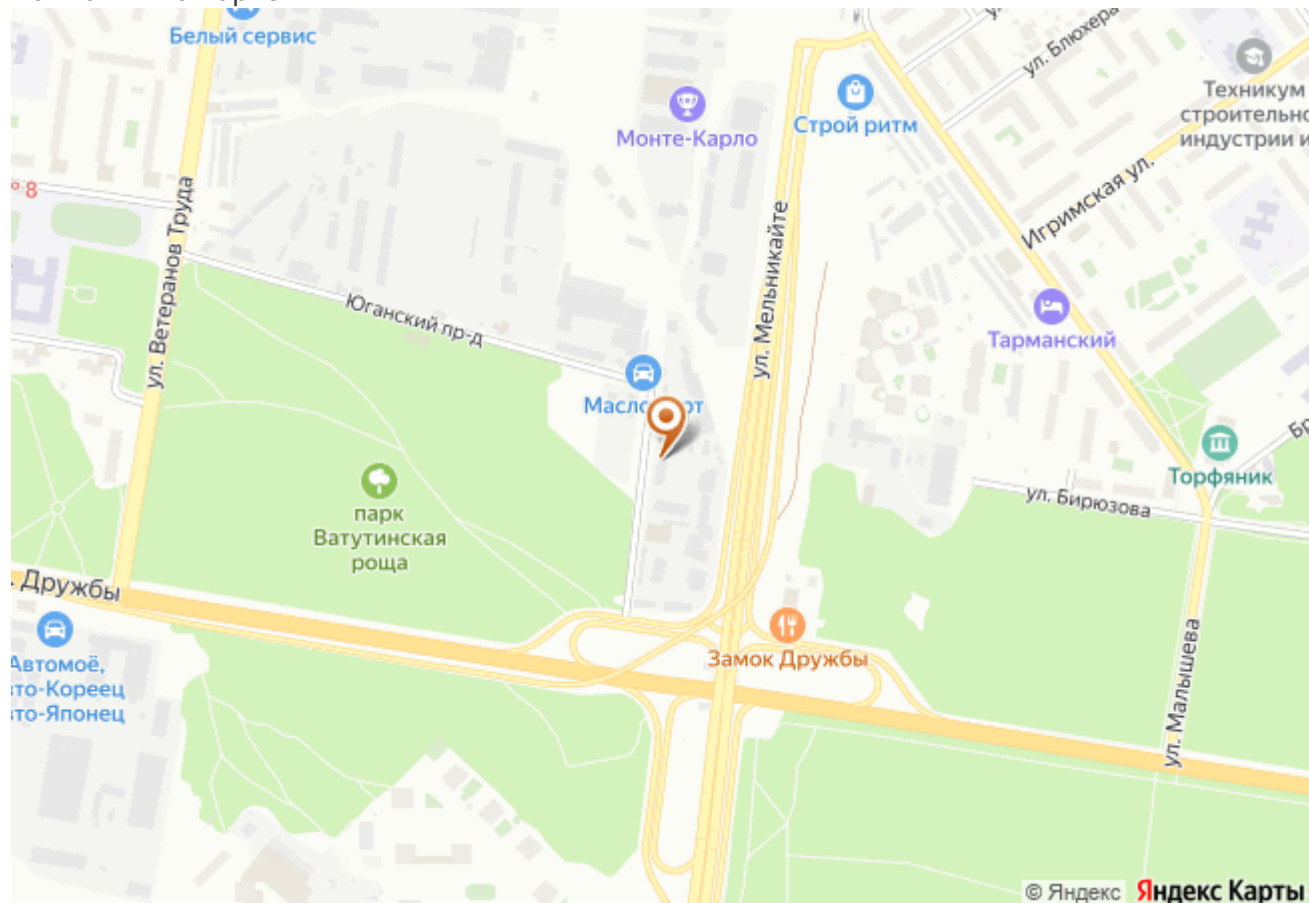 Белый сервис
ул. Блюхера
Техникум
строительно
индустрии и
Монте-Карло
Строй ритм
№ 8
ул. Ветеранов Труда
ул. Мельникайте
Игримская ул.
Юганский пр-д
Тарманский
Торфяник
ул. Бирюзова
парк
Ватутинская
роща
Дружбы
Автомоё,
то-Кореец
то-Японец
Замок Дружбы
ул. Малышева
© Яндекс Яндекс Карты